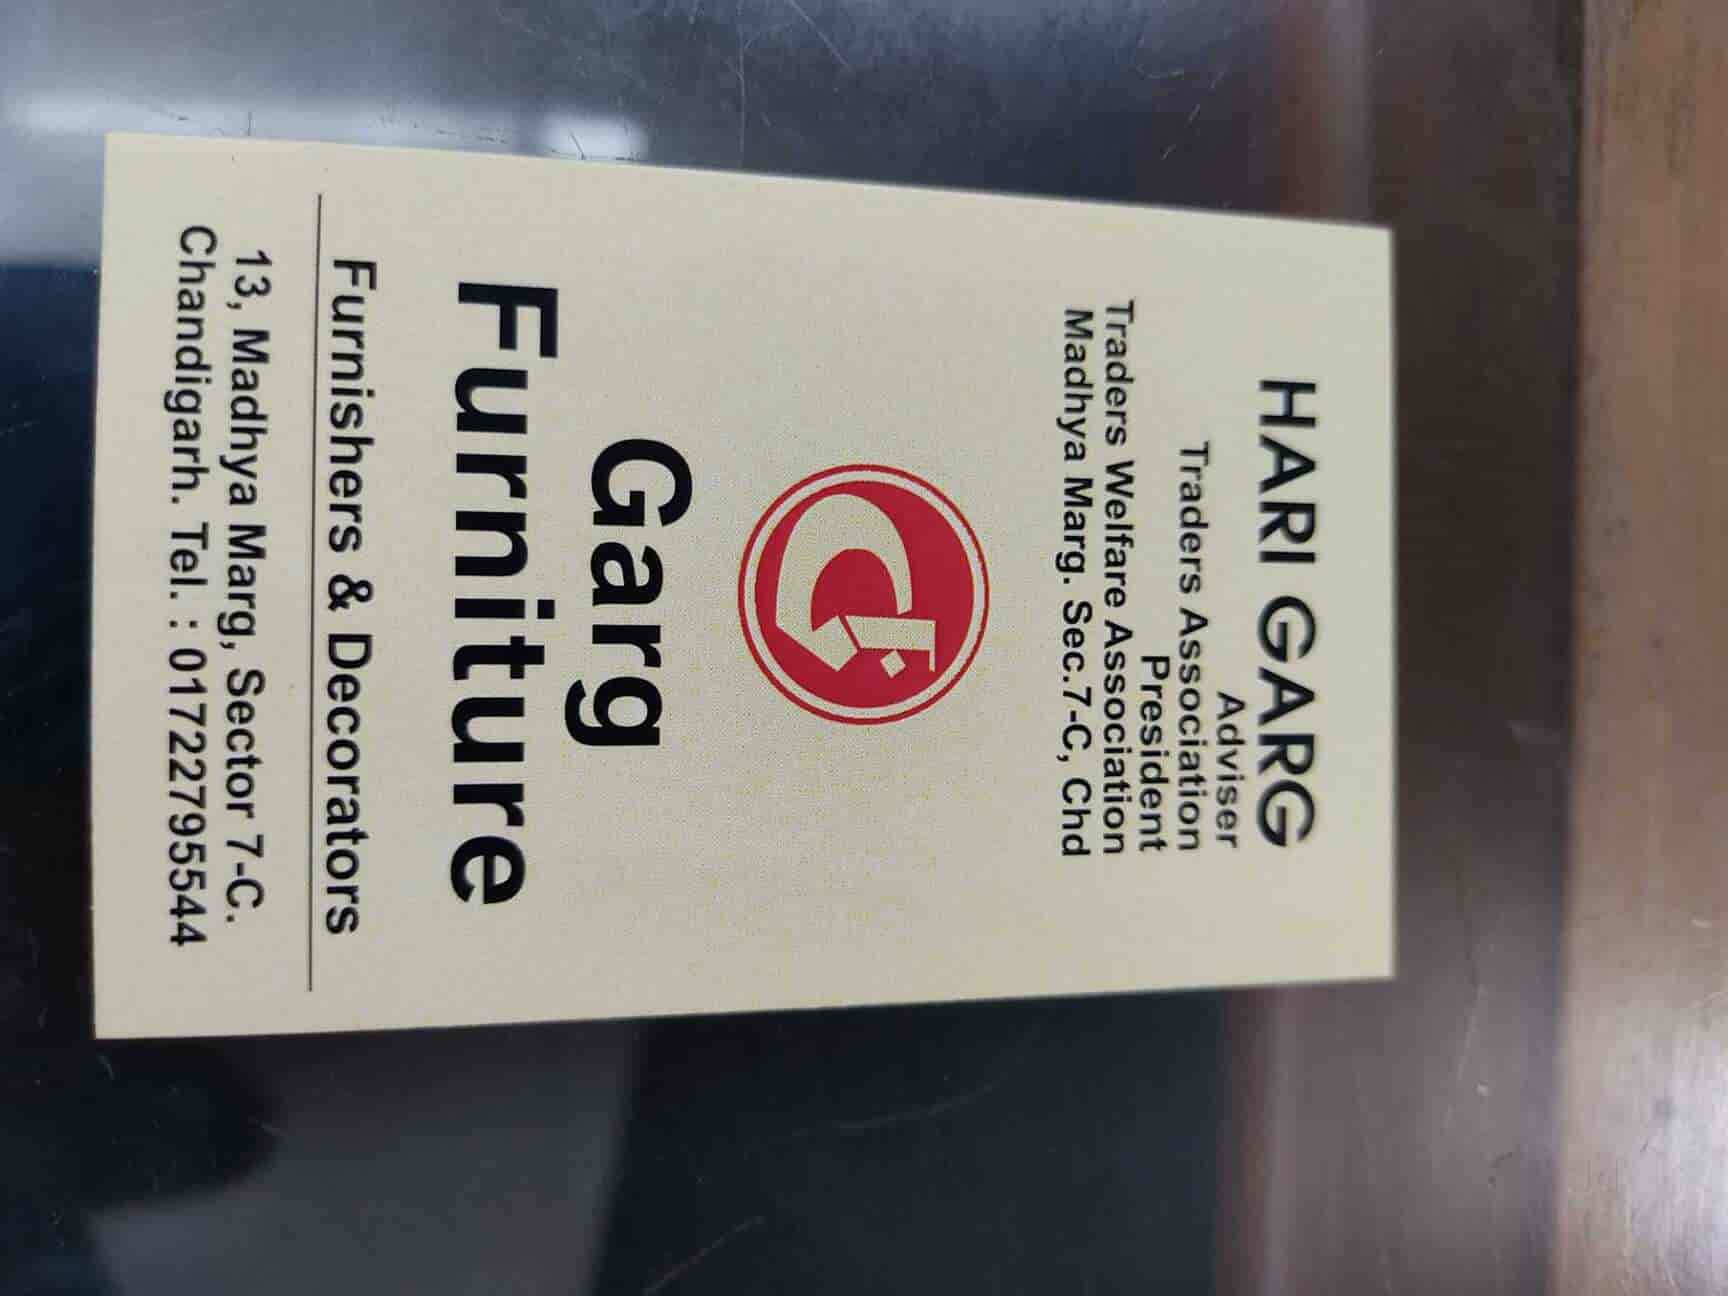 HARI GARG
Adviser
Traders Association
President
Traders Welfare Association
Madhya Marg. Sec.7-C, Chd
Garg
Furniture
Furnishers & Decorators
13, Madhya Marg, Sector 7-C.
Chandigarh. Tel. : 01722795544